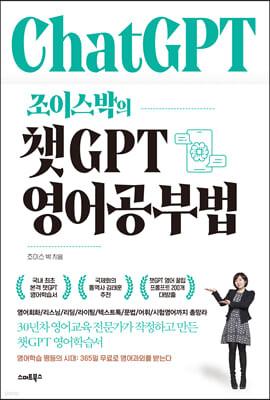 ChatGPT
조이스박의
챗GPT
영어공부법
조이스 박 지음
국내 최초
본격 챗GPT
영어학습서
국제회의
통역사 김태훈
추천
챗GPT 영어 꿀팁
프롬프트 200개
대방출
영어회화/리스닝/리딩/라이팅/텍스트톡/문법/어휘/시험영어까지 총망라
30년차 영어교육 전문가가 작정하고 만든
챗GPT 영어학습서
영어학습 평등의 시대: 365일 무료로 영어과외를 받는다
스마트북스